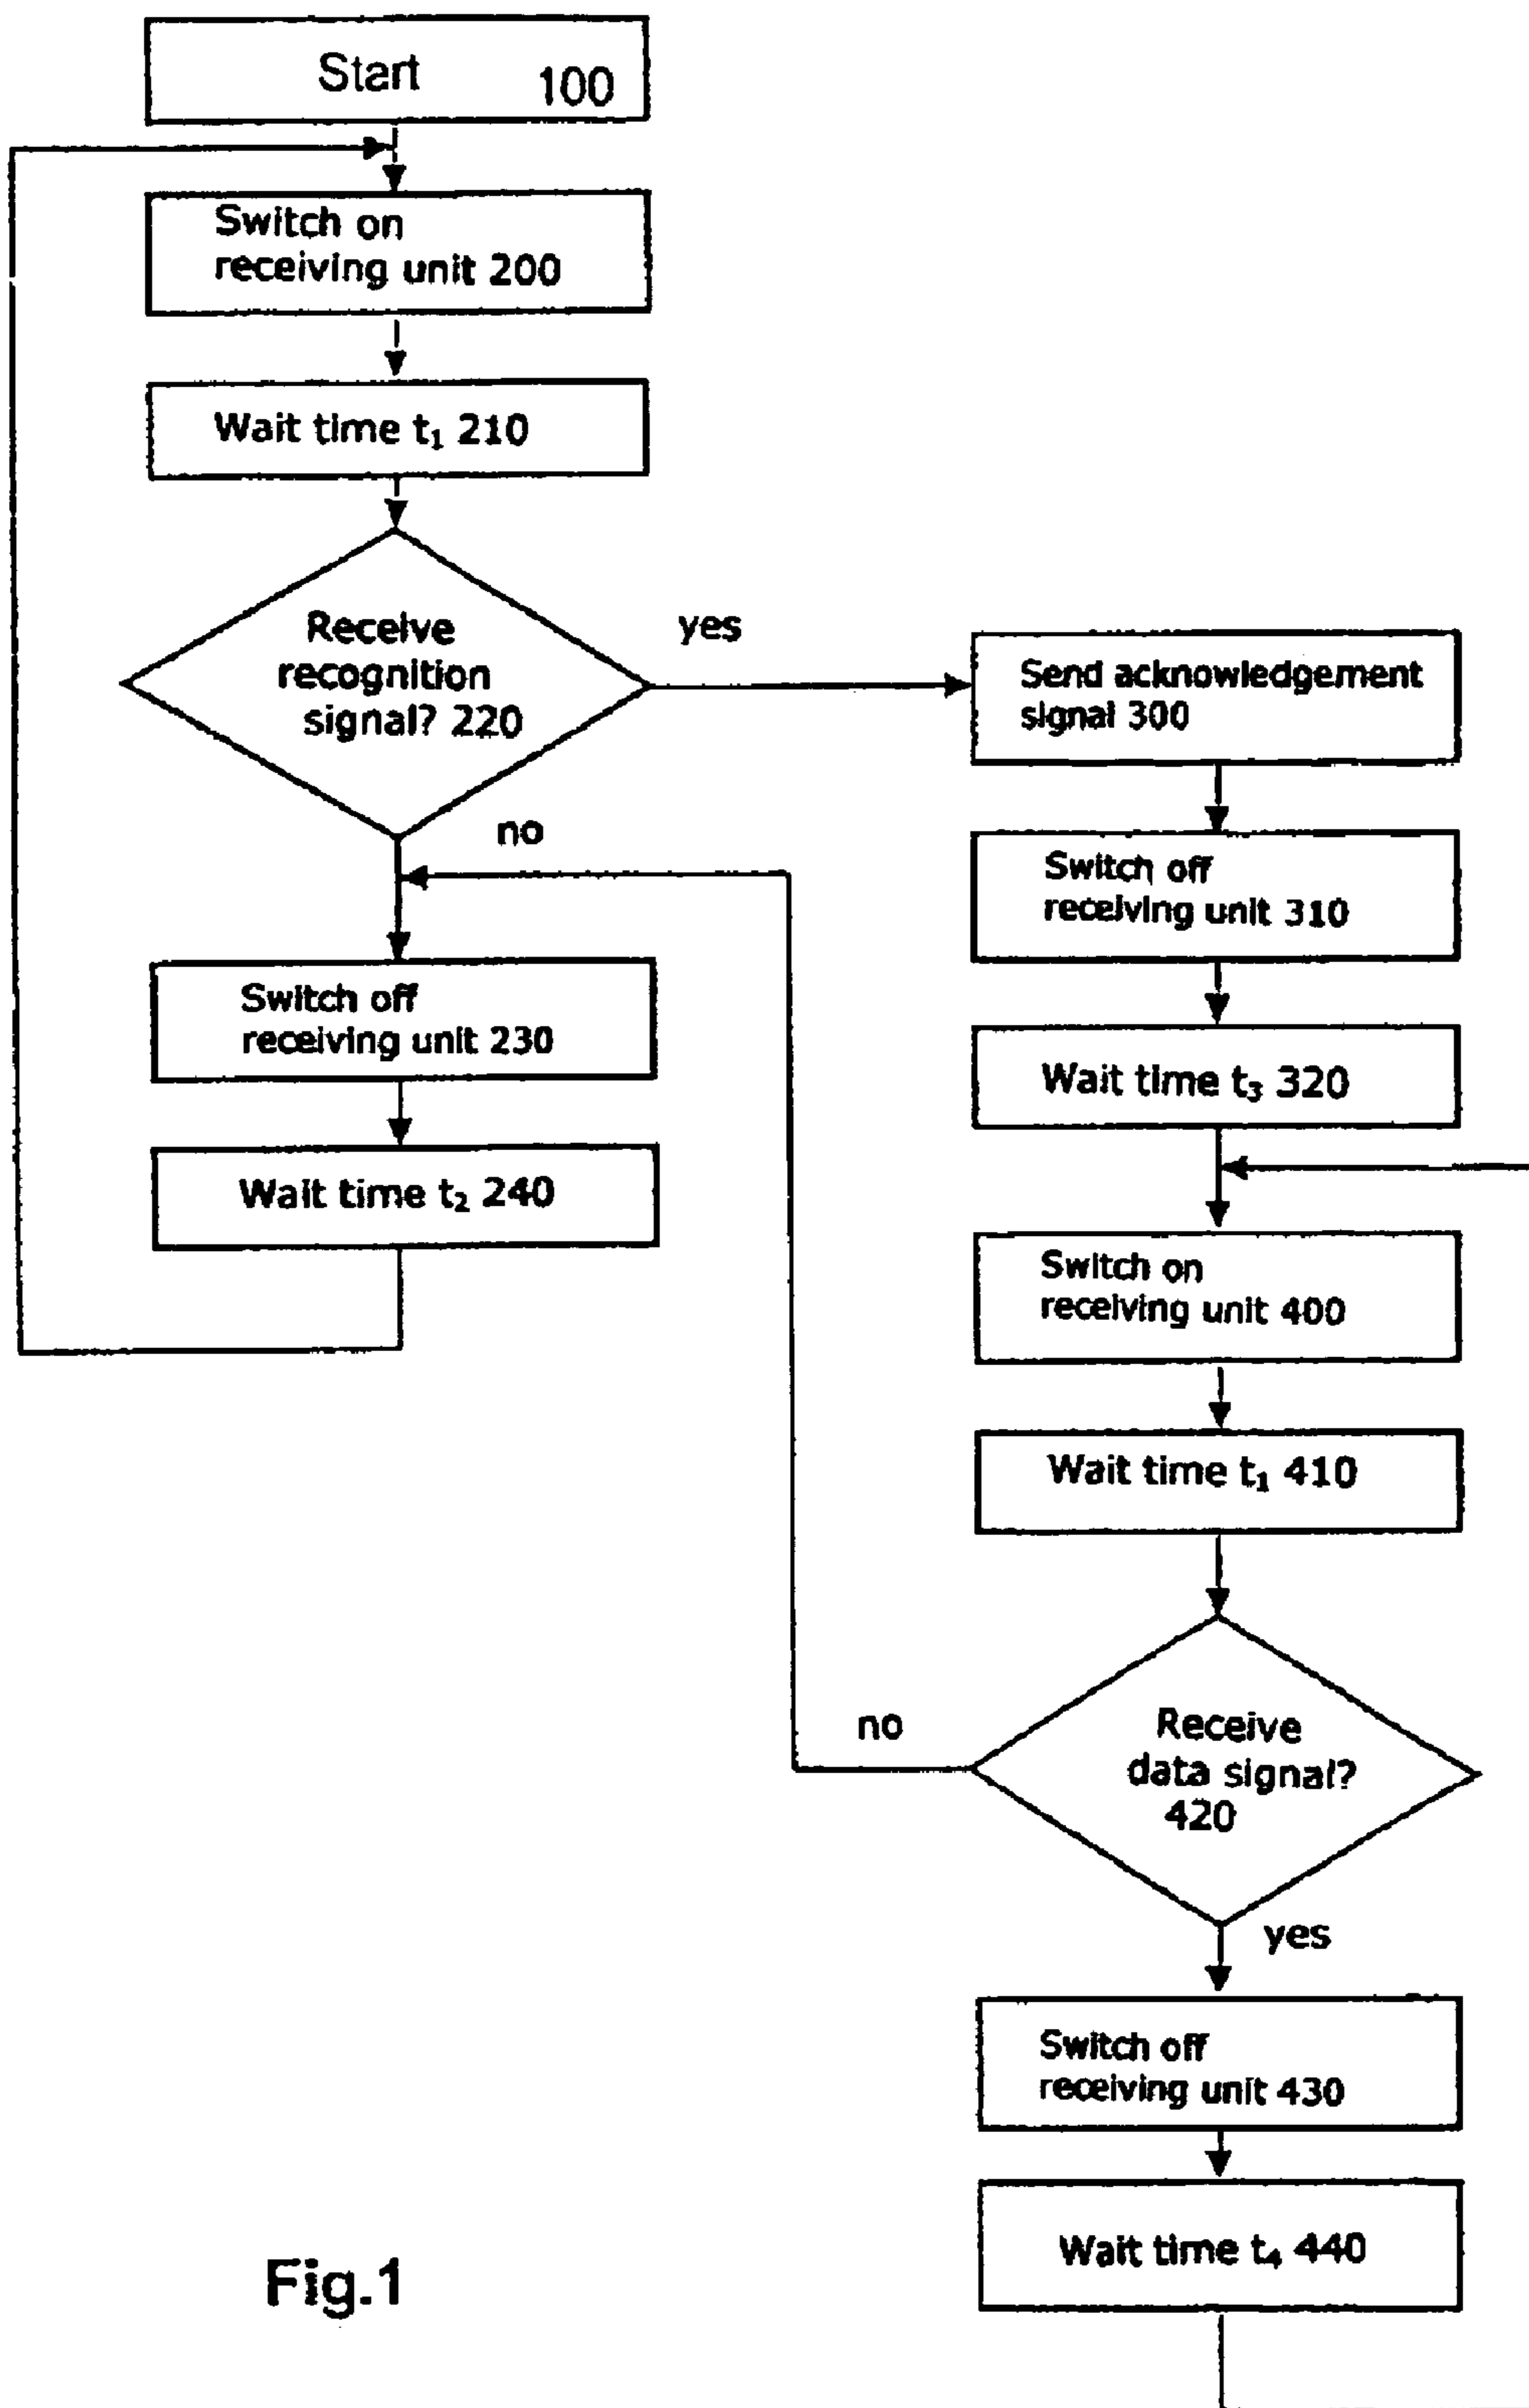 Start 100
Switch on
receiving unit 200
Wait time t₁ 210
Receive
recognition
signal? 220
yes
no
Switch off
receiving unit 230
Wait time t₂ 240
Send acknowledgement
signal 300
Switch off
receiving unit 310
Wait time t₃ 320
Switch on
receiving unit 400
Wait time t₁ 410
Receive
data signal?
420
no
yes
Switch off
receiving unit 430
Wait time t₄ 440
Fig.1